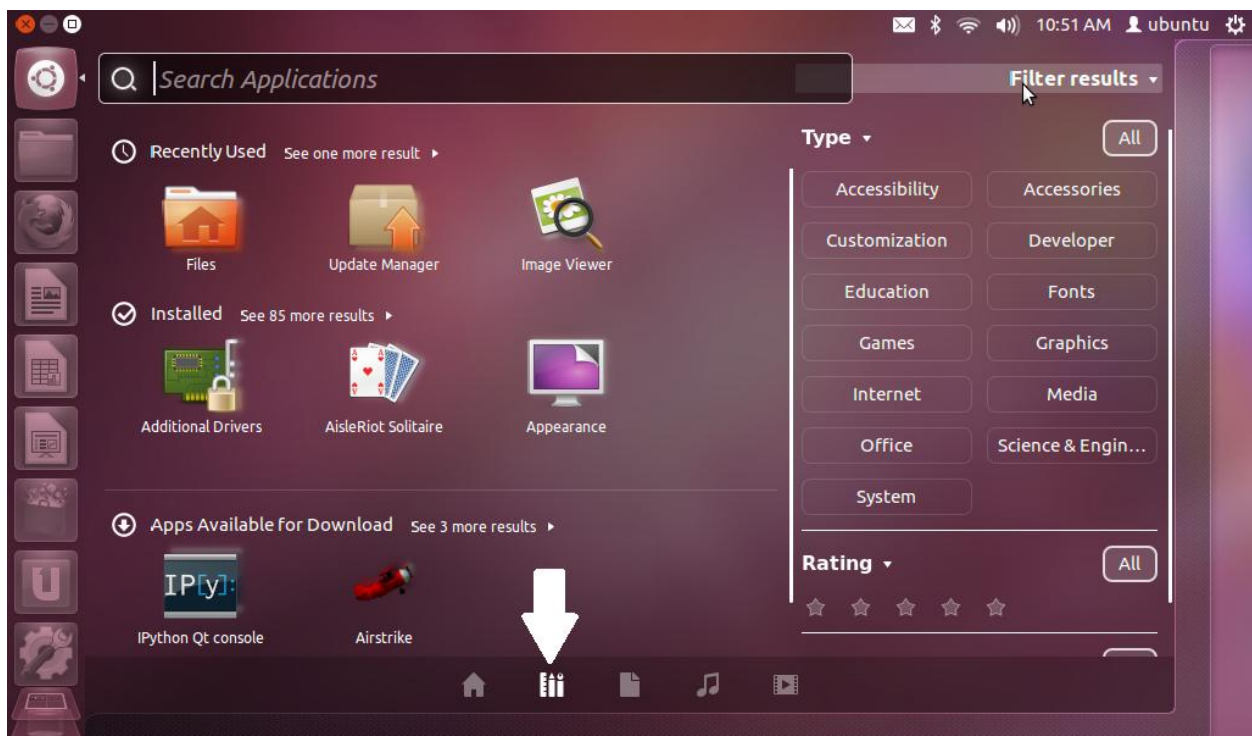 10:51 AM ubuntu
Search Applications
Filter results
Recently Used See one more result
Files Update Manager Image Viewer
Installed See 85 more results
Additional Drivers AisleRiot Solitaire Appearance
Apps Available for Download See 3 more results
IP[y]:
IPython Qt console Airstrike
Type All
Accessibility Accessories
Customization Developer
Education Fonts
Games Graphics
Internet Media
Office Science & Engin...
System
Rating All